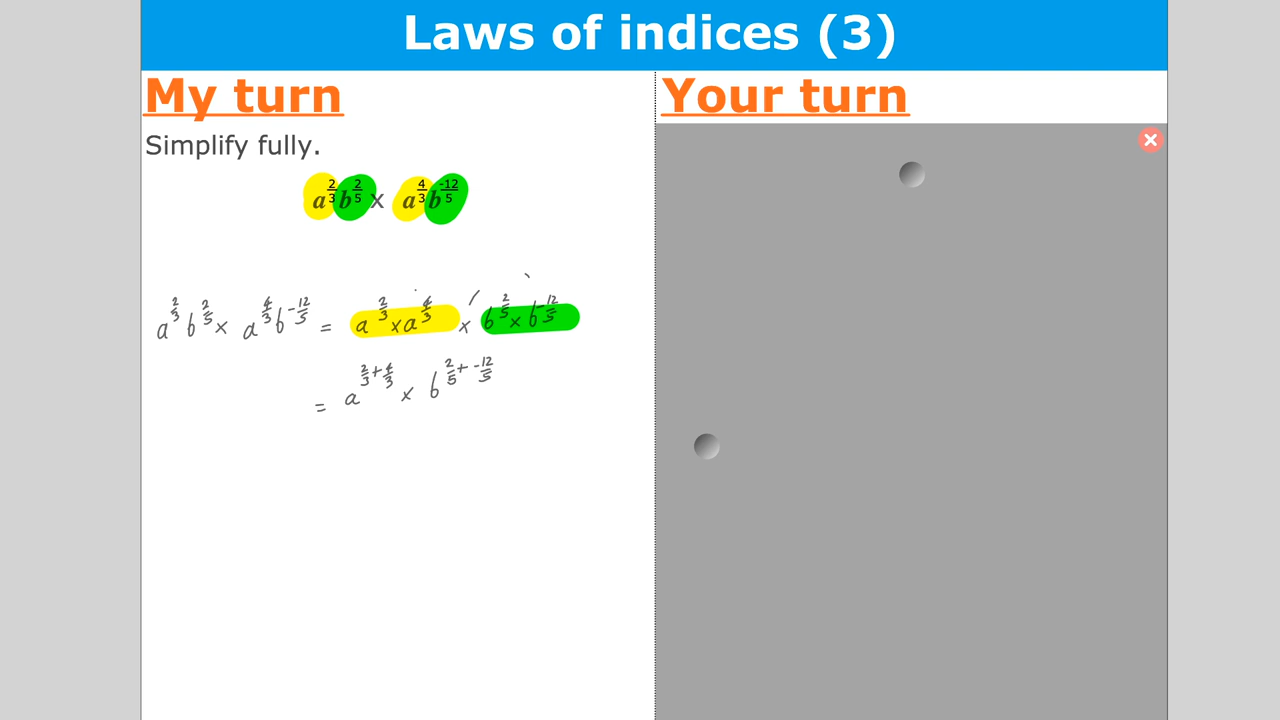 Laws of indices (3)
My turn
Simplify fully.
a^{2/3} b^{2/5} x a^{4/3} b^{-12/5}
a^{2/3} b^{2/5} x a^{4/3} b^{-12/5} = a^{2/3} x a^{4/3} x b^{2/5} x b^{-12/5}
= a^{2/3 + 4/3} x b^{2/5 + -12/5}
Your turn